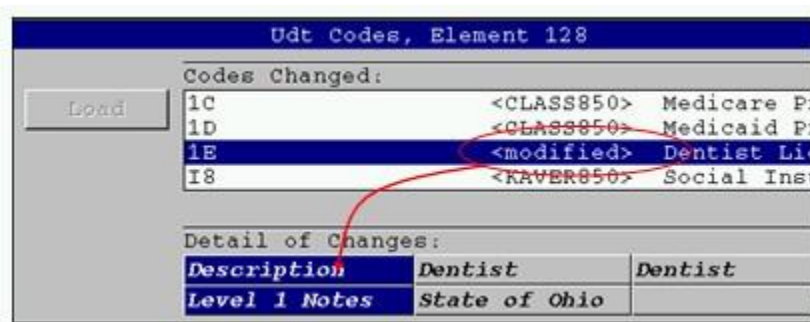 Udt Codes, Element 128
Codes Changed:
Load
1C <CLASS850> Medicare
1D <CLASS850> Medicaid
1E <modified> Dentist
I8 <KAVER850> Social
Detail of Changes:
Description Dentist Dentist
Level 1 Notes State of Ohio